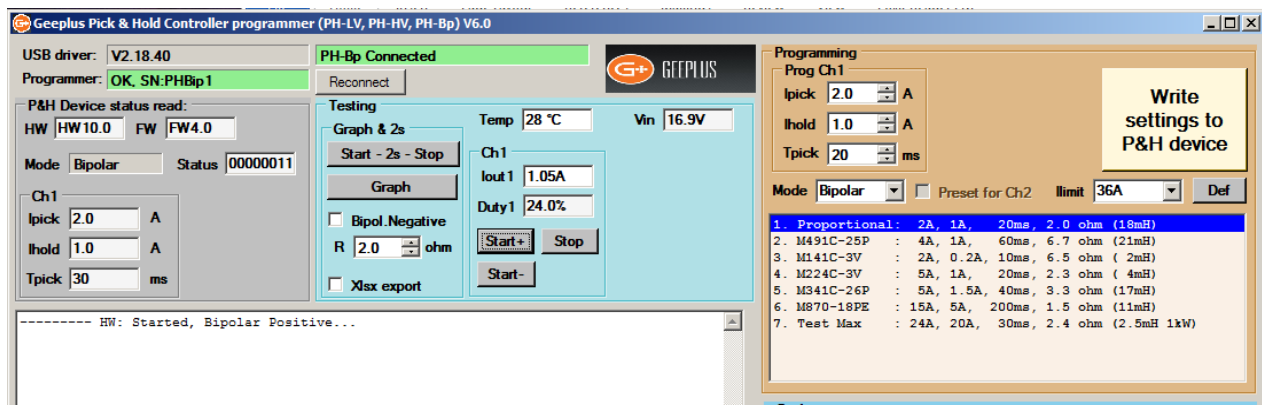 Geeplus Pick & Hold Controller programmer (PH-LV, PH-HV, PH-Bp) V6.0
USB driver: V2.18.40
Programmer: OK, SN:PHBip1
PH-Bp Connected
Reconnect
G+ GEEPLUS
P&H Device status read:
HW HW10.0 FW FW4.0
Mode Bipolar Status 00000011
Ch1
Ipick 2.0 A
Ihold 1.0 A
Tpick 30 ms
Testing
Graph & 2s
Start - 2s - Stop
Graph
Bipol.Negative
R 2.0 ohm
Xlsx export
Temp 28 °C Vin 16.9V
Ch1
Iout1 1.05A
Duty1 24.0%
Start+ Stop
Start-
Programming
Prog Ch1
Ipick 2.0 A
Ihold 1.0 A
Tpick 20 ms
Write
settings to
P&H device
Mode Bipolar Preset for Ch2 Ilimit 36A Def
1. Proportional: 2A, 1A, 20ms, 2.0 ohm (18mH)
2. M491C-25P : 4A, 1A, 60ms, 6.7 ohm (21mH)
3. M141C-3V : 2A, 0.2A, 10ms, 6.5 ohm ( 2mH)
4. M224C-3V : 5A, 1A, 20ms, 2.3 ohm ( 4mH)
5. M341C-26P : 5A, 1.5A, 40ms, 3.3 ohm (17mH)
6. M870-18PE : 15A, 5A, 200ms, 1.5 ohm (11mH)
7. Test Max : 24A, 20A, 30ms, 2.4 ohm (2.5mH 1kW)
--------- HW: Started, Bipolar Positive...